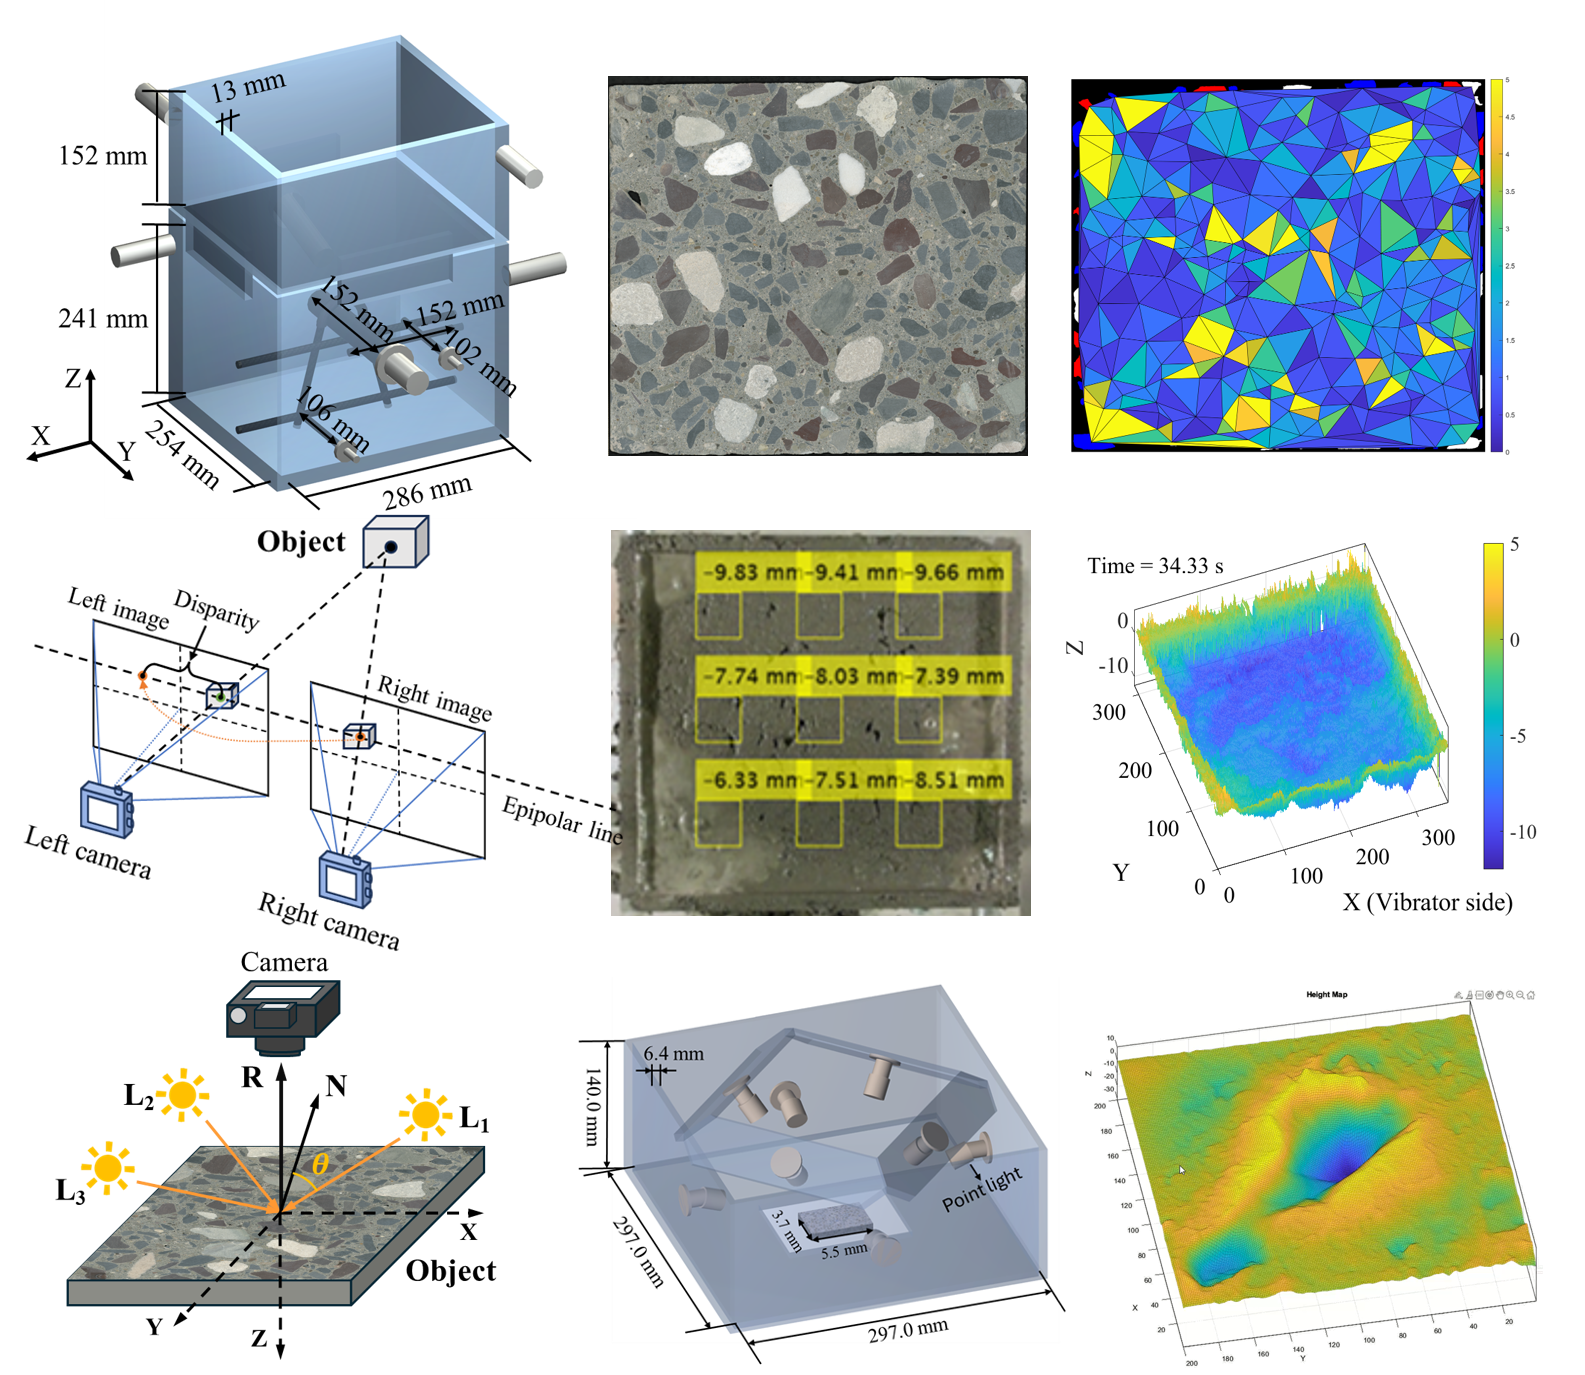 13 mm
152 mm
241 mm
152 mm
152 mm
102 mm
106 mm
Z
X
Y
254 mm
286 mm
5
4.5
4
3.5
3
2.5
2
1.5
1
0.5
0
Object
Left image
Disparity
Right image
Epipolar line
Left camera
Right camera
-9.83 mm
-9.41 mm
-9.66 mm
-7.74 mm
-8.03 mm
-7.39 mm
-6.33 mm
-7.51 mm
-8.51 mm
Time = 34.33 s
Z
0
-10
300
200
100
0
Y
0
100
200
300
X (Vibrator side)
5
0
-5
-10
Camera
R
N
L2
L1
L3
θ
X
Y
Z
Object
6.4 mm
140.0 mm
Point light
3.7 mm
5.5 mm
297.0 mm
297.0 mm
Height Map
10
0
-10
-20
-30
Z
200
180
160
140
120
100
80
60
40
20
X
200
180
160
140
120
100
80
60
40
20
Y